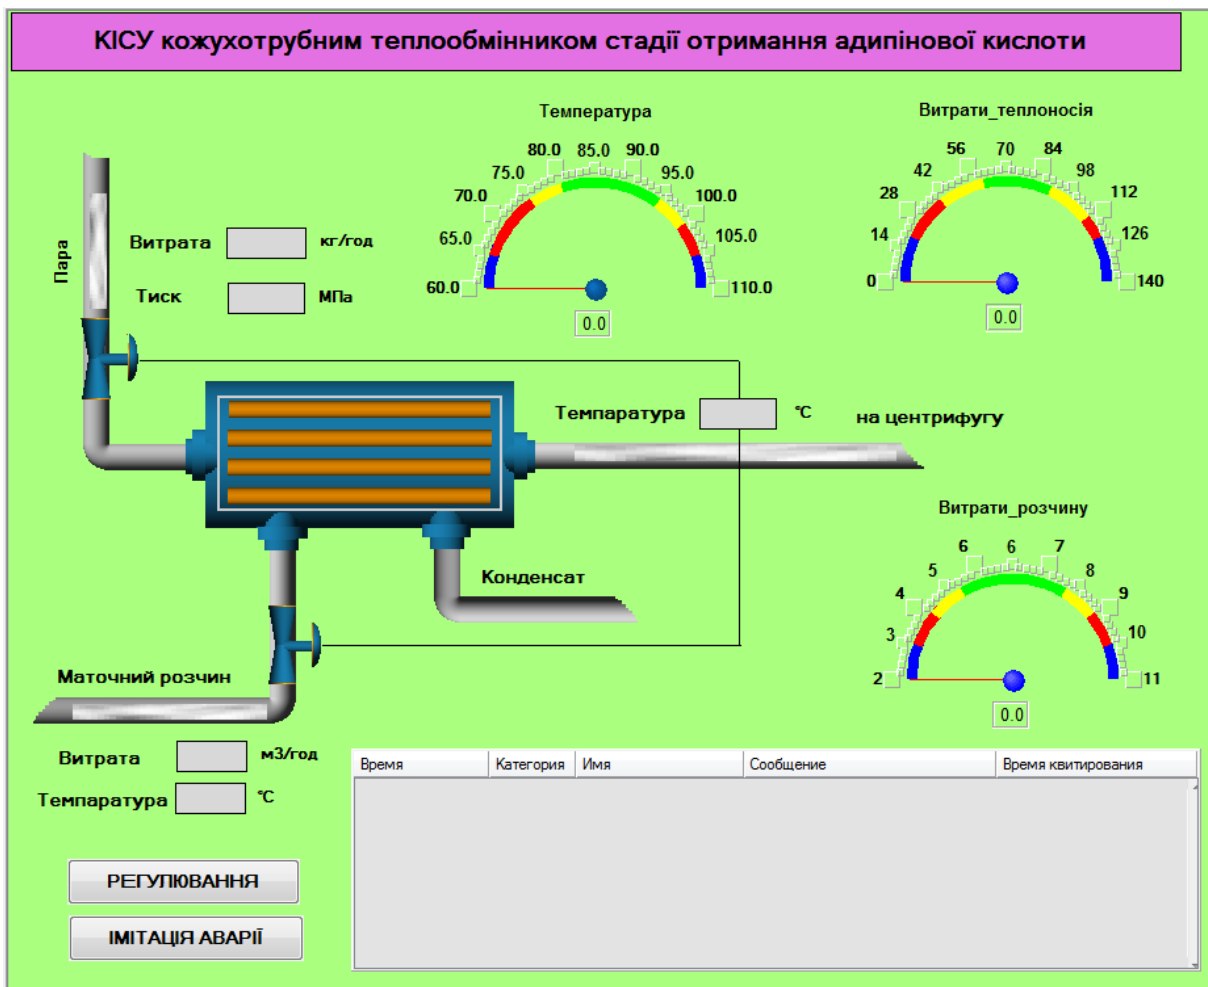 КІСУ кожухотрубним теплообмінником стадії отримання адипінової кислоти
Температура
60.0 65.0 70.0 75.0 80.0 85.0 90.0 95.0 100.0 105.0 110.0
0.0
Витрати_теплоносія
0 14 28 42 56 70 84 98 112 126 140
0.0
Пара
Витрата кг/год
Тиск МПа
Темпаратура °C
на центрифугу
Конденсат
Витрати_розчину
2 3 4 5 6 6 7 8 9 10 11
0.0
Маточний розчин
Витрата м3/год
Темпаратура °C
Время Категория Имя Сообщение Время квитирования
РЕГУЛЮВАННЯ
ІМІТАЦІЯ АВАРІЇ